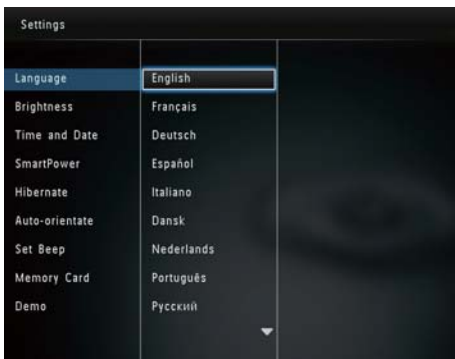 Settings
Language
Brightness
Time and Date
SmartPower
Hibernate
Auto-orientate
Set Beep
Memory Card
Demo
English
Français
Deutsch
Español
Italiano
Dansk
Nederlands
Português
Русский